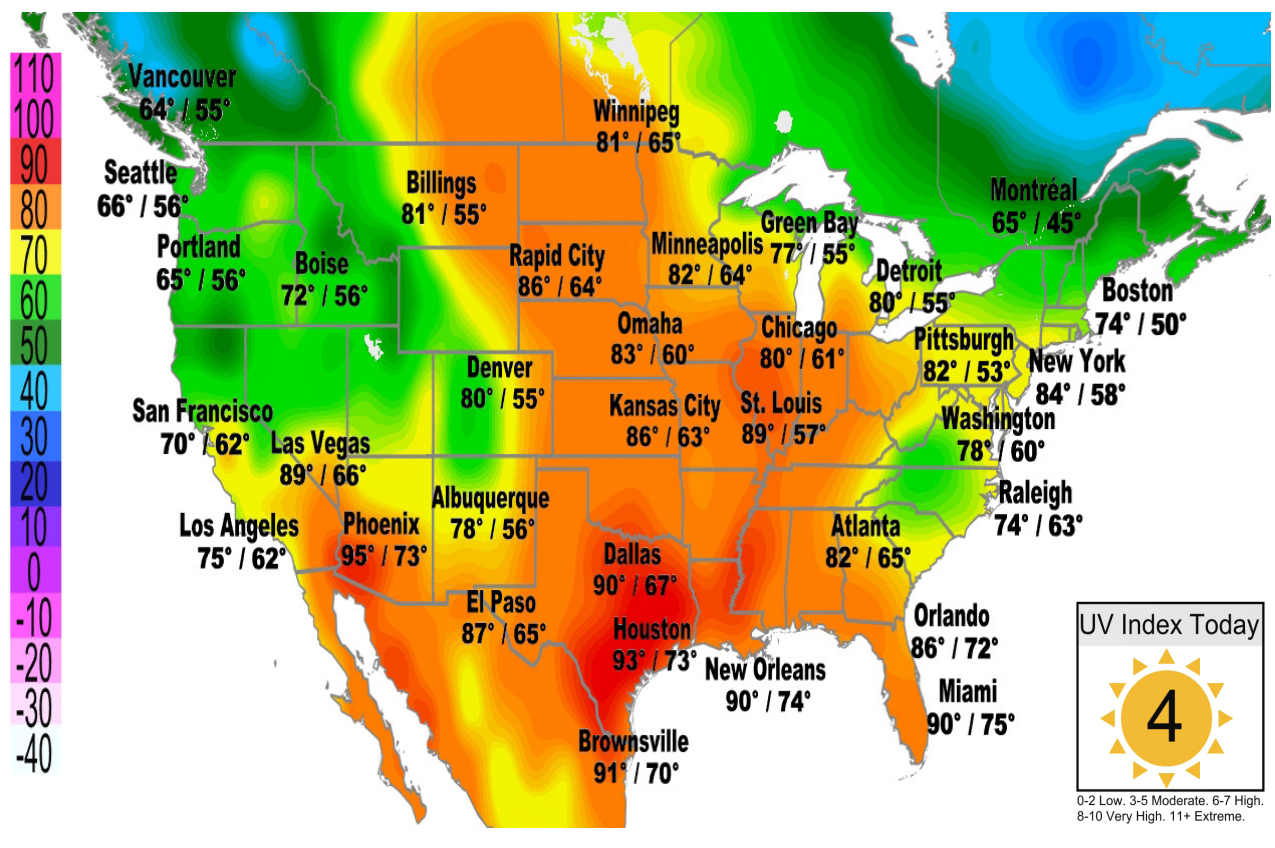 110
100
90
80
70
60
50
40
30
20
10
0
-10
-20
-30
-40
Vancouver
64° / 55°
Seattle
66° / 56°
Portland
65° / 56°
Boise
72° / 56°
Billings
81° / 55°
Winnipeg
81° / 65°
Rapid City
86° / 64°
Minneapolis
82° / 64°
Green Bay
77° / 55°
Montréal
65° / 45°
Detroit
80° / 55°
Boston
74° / 50°
Omaha
83° / 60°
Chicago
80° / 61°
Pittsburgh
82° / 53°
New York
84° / 58°
Denver
80° / 55°
Kansas City
86° / 63°
St. Louis
89° / 57°
Washington
78° / 60°
San Francisco
70° / 62°
Las Vegas
89° / 66°
Albuquerque
78° / 56°
Raleigh
74° / 63°
Los Angeles
75° / 62°
Phoenix
95° / 73°
Atlanta
82° / 65°
Dallas
90° / 67°
El Paso
87° / 65°
Houston
93° / 73°
New Orleans
90° / 74°
Orlando
86° / 72°
Miami
90° / 75°
Brownsville
91° / 70°
UV Index Today
4
0-2 Low. 3-5 Moderate. 6-7 High.
8-10 Very High. 11+ Extreme.